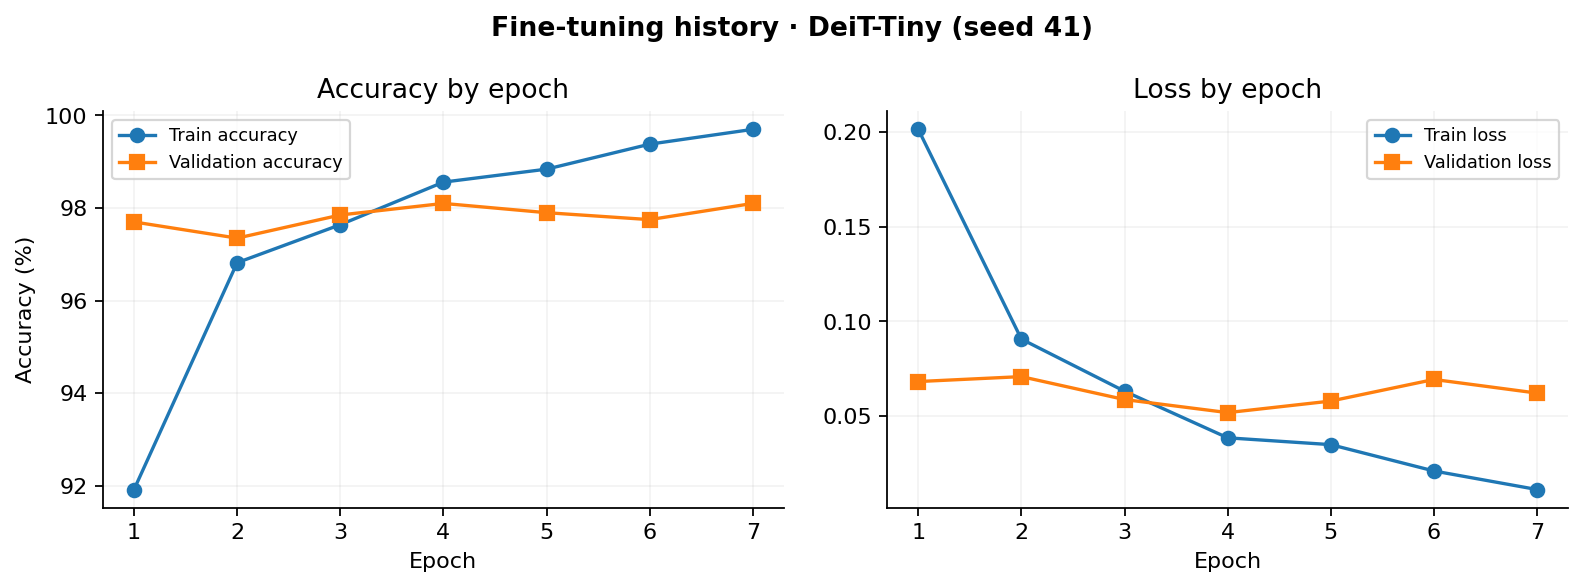 Fine-tuning history · DeiT-Tiny (seed 41)
Accuracy by epoch
Train accuracy
Validation accuracy
Accuracy (%)
100
98
96
94
92
1 2 3 4 5 6 7
Epoch
Loss by epoch
Train loss
Validation loss
0.20
0.15
0.10
0.05
1 2 3 4 5 6 7
Epoch